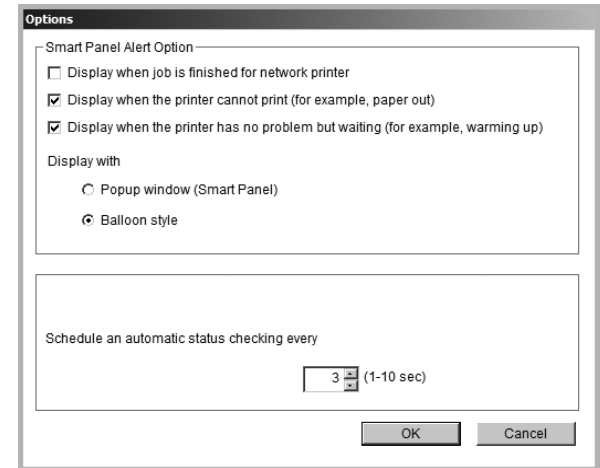 Options
Smart Panel Alert Option
Display when job is finished for network printer
Display when the printer cannot print (for example, paper out)
Display when the printer has no problem but waiting (for example, warming up)
Display with
Popup window (Smart Panel)
Balloon style
Schedule an automatic status checking every
3 (1-10 sec)
OK Cancel